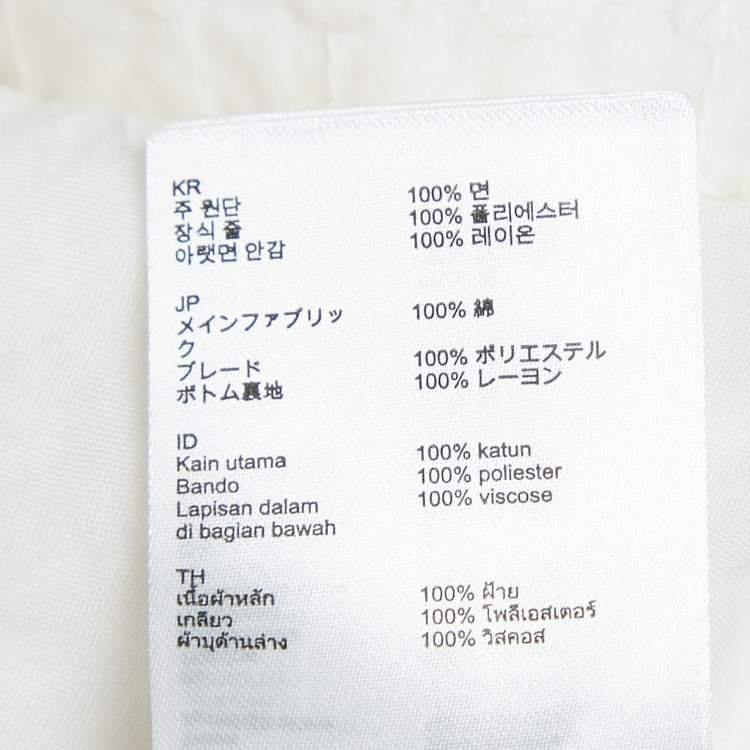 KR
주 원단 100% 면
장식 줄 100% 폴리에스터
아랫면 안감 100% 레이온
JP
メインファブリッ 100% 綿
ク
ブレード 100% ポリエステル
ボトム裏地 100% レーヨン
ID
Kain utama 100% katun
Bando 100% poliester
Lapisan dalam 100% viscose
di bagian bawah
TH
เนื้อผ้าหลัก 100% ฝ้าย
เกลียว 100% โพลีเอสเตอร์
ผ้าบุด้านล่าง 100% วิสคอส